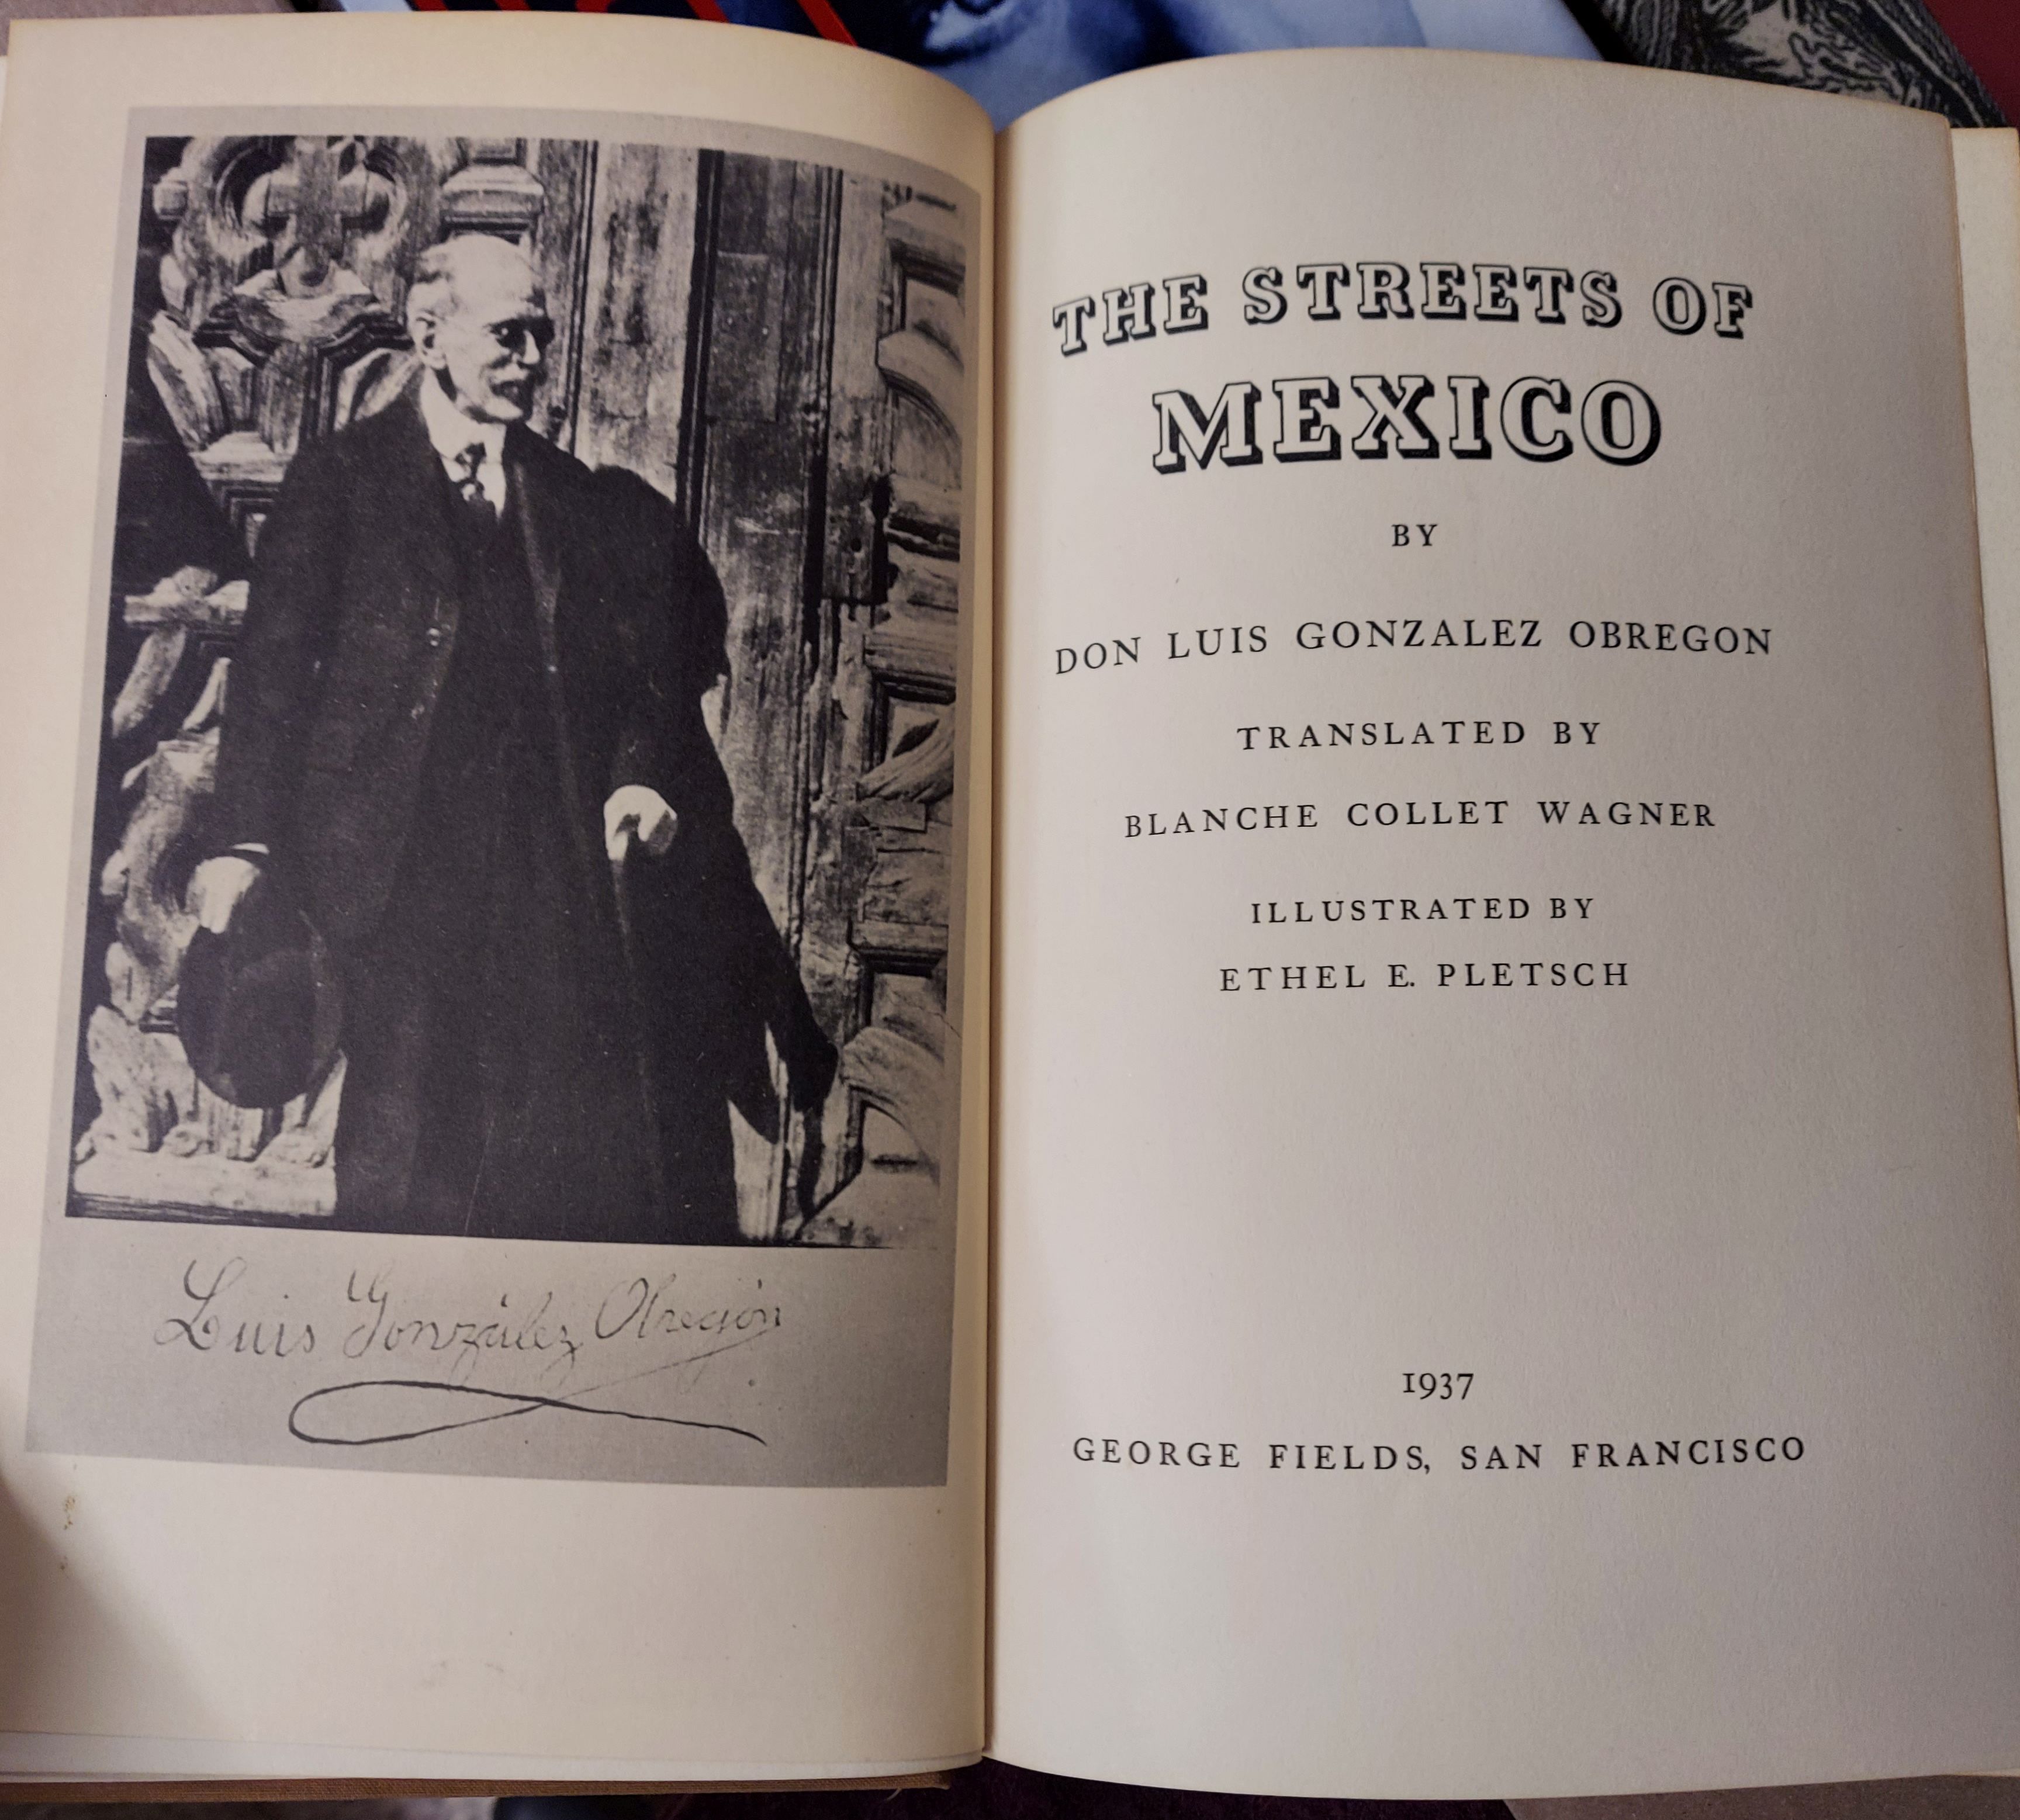 Luis González Obregón
THE STREETS OF
MEXICO
BY
DON LUIS GONZALEZ OBREGON
TRANSLATED BY
BLANCHE COLLET WAGNER
ILLUSTRATED BY
ETHEL E. PLETSCH
1937
GEORGE FIELDS, SAN FRANCISCO